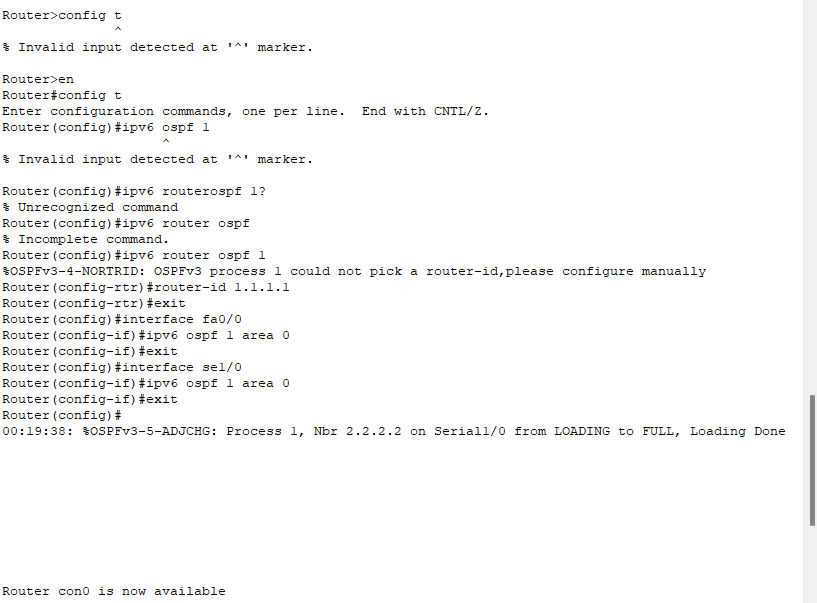 Router>config t
^
% Invalid input detected at '^' marker.
Router>en
Router#config t
Enter configuration commands, one per line.  End with CNTL/Z.
Router(config)#ipv6 ospf 1
^
% Invalid input detected at '^' marker.
Router(config)#ipv6 routerospf 1?
% Unrecognized command
Router(config)#ipv6 router ospf
% Incomplete command.
Router(config)#ipv6 router ospf 1
%OSPFv3-4-NORTRID: OSPFv3 process 1 could not pick a router-id,please configure manually
Router(config-rtr)#router-id 1.1.1.1
Router(config-rtr)#exit
Router(config)#interface fa0/0
Router(config-if)#ipv6 ospf 1 area 0
Router(config-if)#exit
Router(config)#interface se1/0
Router(config-if)#ipv6 ospf 1 area 0
Router(config-if)#exit
Router(config)#
00:19:38: %OSPFv3-5-ADJCHG: Process 1, Nbr 2.2.2.2 on Serial1/0 from LOADING to FULL, Loading Done
Router con0 is now available